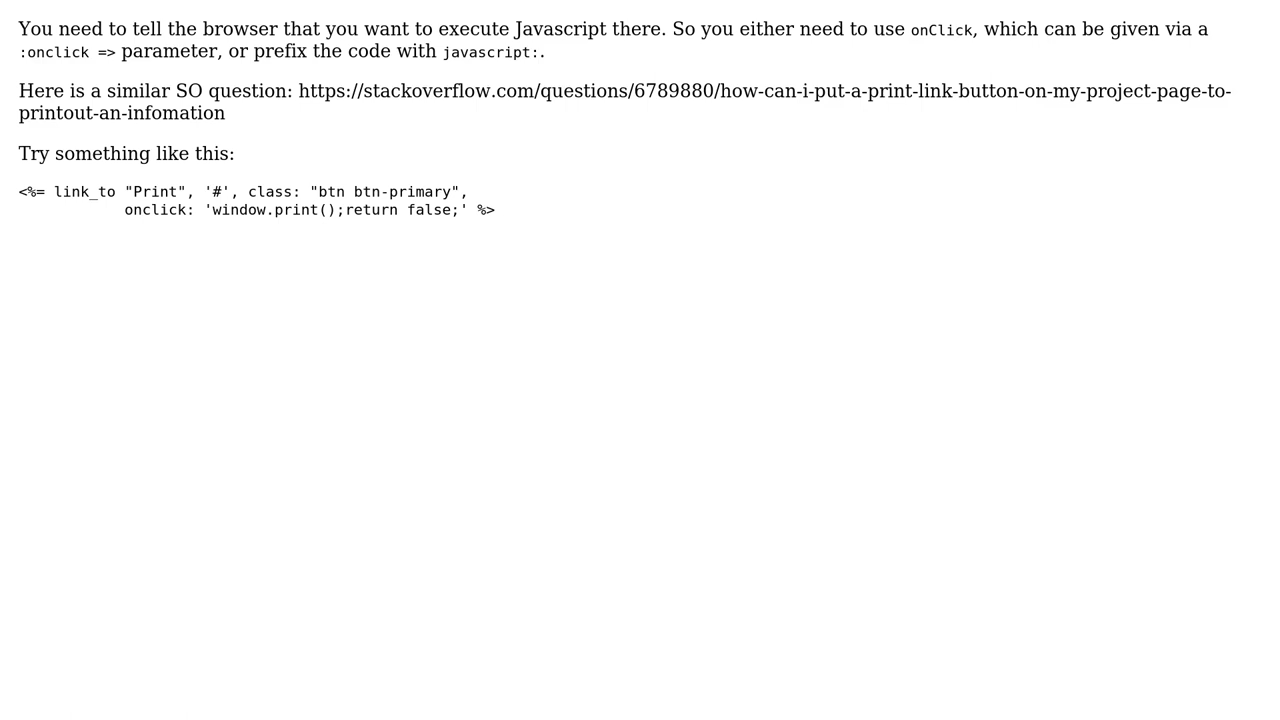 You need to tell the browser that you want to execute Javascript there. So you either need to use onClick, which can be given via a
:onclick => parameter, or prefix the code with javascript:.
Here is a similar SO question: https://stackoverflow.com/questions/6789880/how-can-i-put-a-print-link-button-on-my-project-page-to-
printout-an-infomation
Try something like this:
<%= link_to "Print", '#', class: "btn btn-primary",
            onclick: 'window.print();return false;' %>